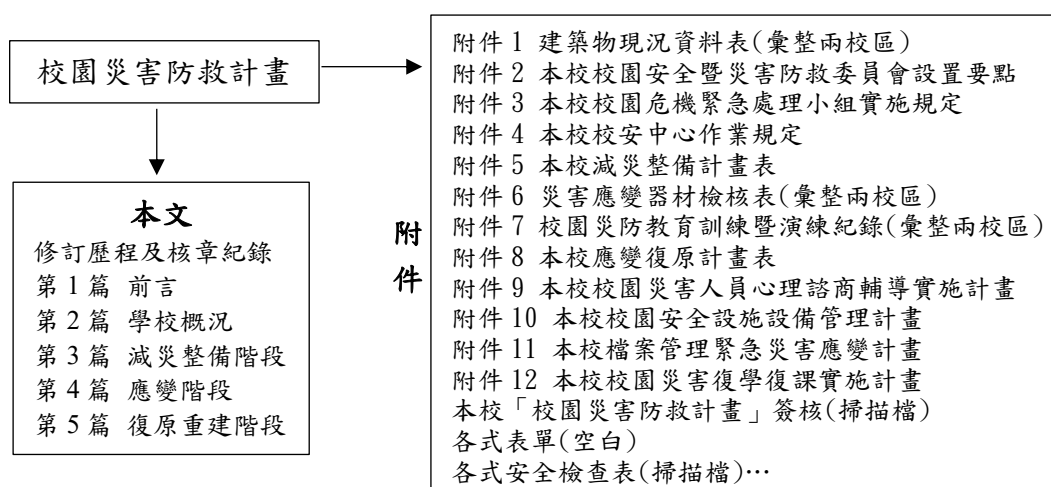 校園災害防救計畫
本文
修訂歷程及核章紀錄
第 1 篇 前言
第 2 篇 學校概況
第 3 篇 減災整備階段
第 4 篇 應變階段
第 5 篇 復原重建階段
附
件
附件 1 建築物現況資料表(彙整兩校區)
附件 2 本校校園安全暨災害防救委員會設置要點
附件 3 本校校園危機緊急處理小組實施規定
附件 4 本校校安中心作業規定
附件 5 本校減災整備計畫表
附件 6 災害應變器材檢核表(彙整兩校區)
附件 7 校園災防教育訓練暨演練紀錄(彙整兩校區)
附件 8 本校應變復原計畫表
附件 9 本校校園災害人員心理諮商輔導實施計畫
附件 10 本校校園安全設施設備管理計畫
附件 11 本校檔案管理緊急災害應變計畫
附件 12 本校校園災害復學復課實施計畫
本校「校園災害防救計畫」簽核(掃描檔)
各式表單(空白)
各式安全檢查表(掃描檔)…